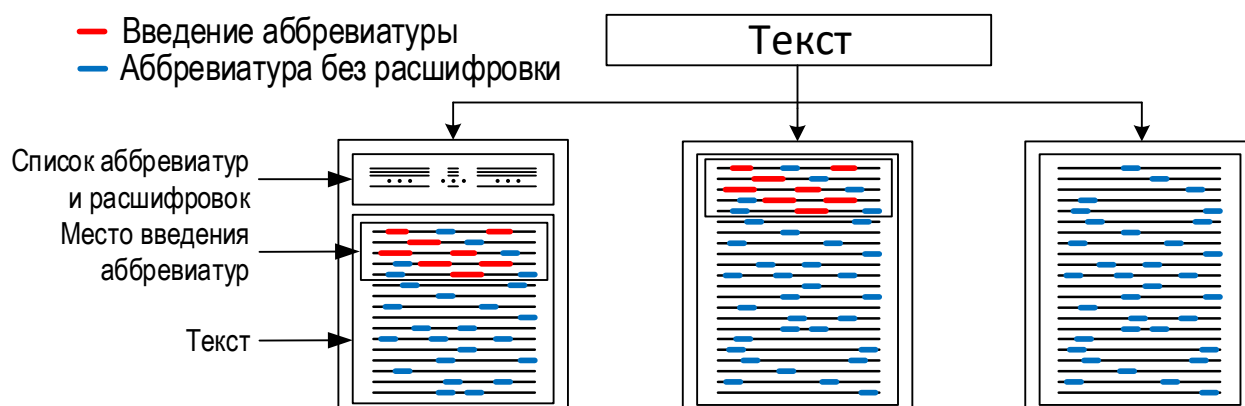 Введение аббревиатуры
Аббревиатура без расшифровки
Текст
Список аббревиатур
и расшифровок
Место введения
аббревиатур
Текст